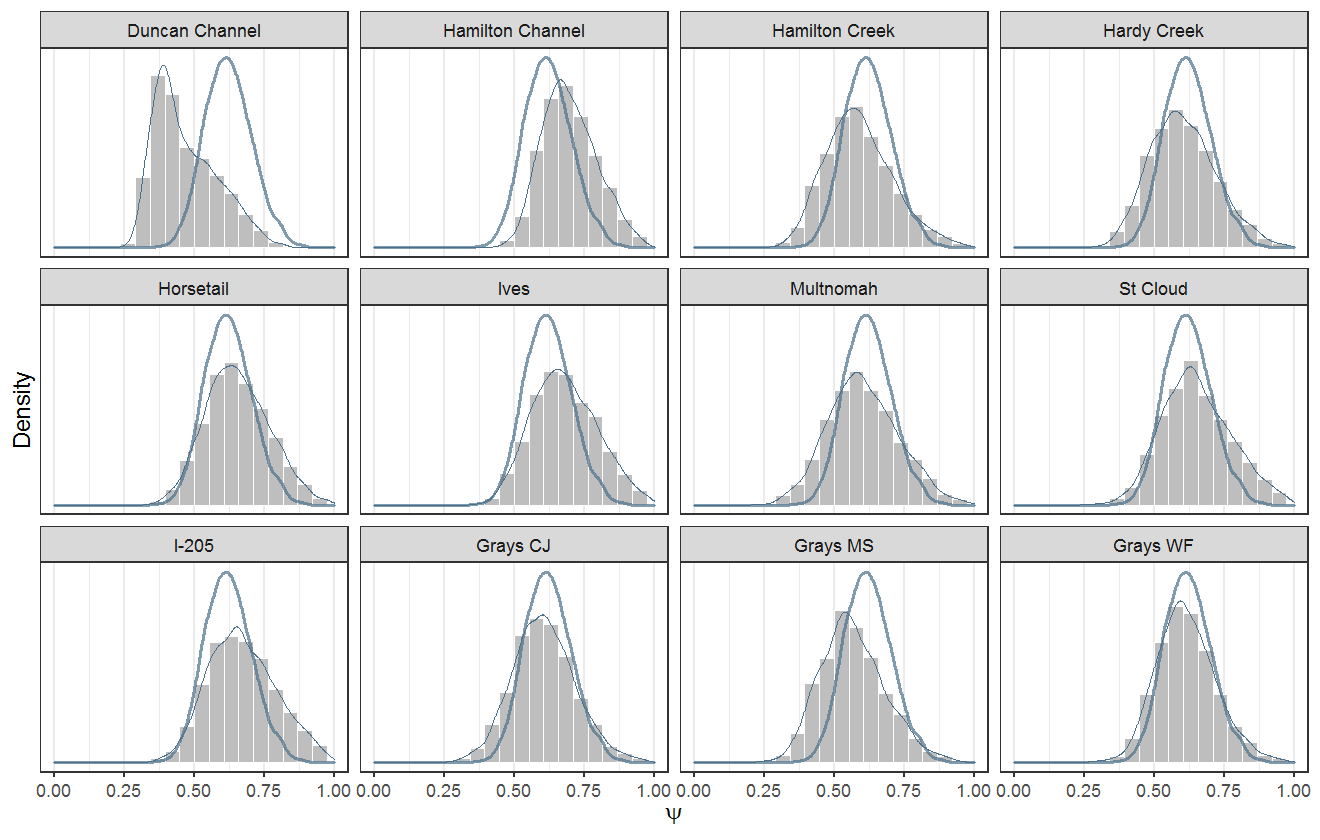 Duncan Channel
Hamilton Channel
Hamilton Creek
Hardy Creek
Horsetail
Ives
Multnomah
St Cloud
Density
I-205
Grays CJ
Grays MS
Grays WF
0.00 0.25 0.50 0.75 1.00 0.00 0.25 0.50 0.75 1.00 0.00 0.25 0.50 0.75 1.00 0.00 0.25 0.50 0.75 1.00
ψ